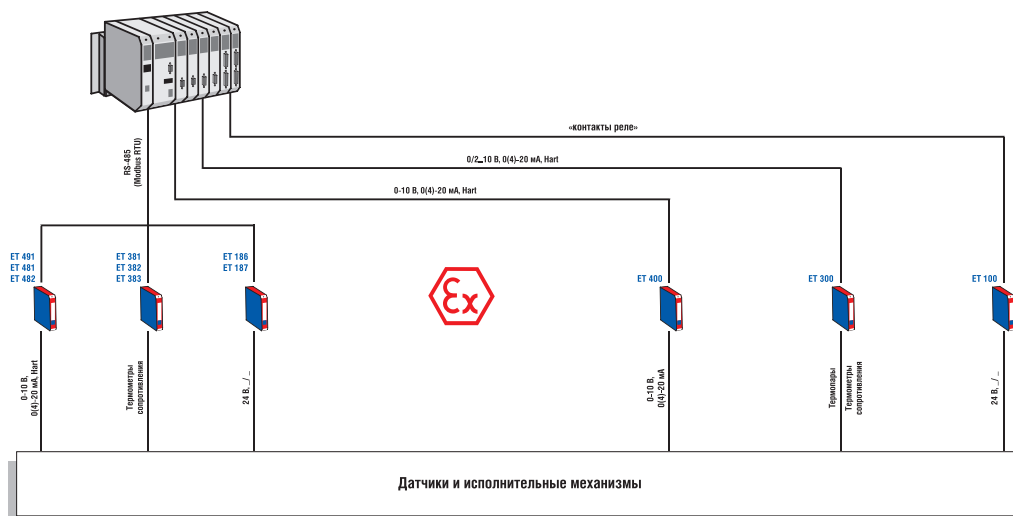 «контакты реле»
RS-485
(Modbus RTU)
0/2_10 В, 0(4)-20 мА, Hart
0-10 В, 0(4)-20 мА, Hart
ET 491
ET 481
ET 482
ET 381
ET 382
ET 383
ET 186
ET 187
Ex
ET 400
ET 300
ET 100
0-10 В,
0(4)-20 мА, Hart
Термометры
сопротивления
24 В, _/ _
0-10 В,
0(4)-20 мА
Термопары
Термометры
сопротивления
24 В, _/ _
Датчики и исполнительные механизмы